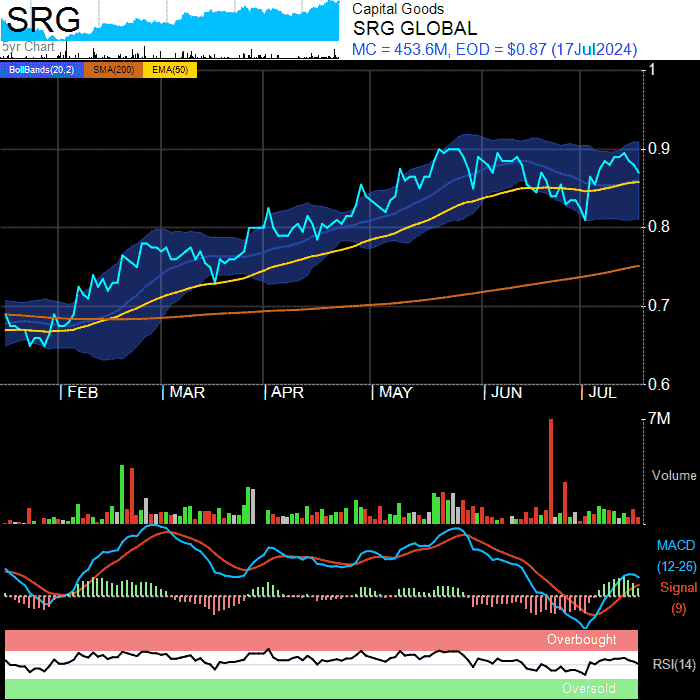 SRG
5yr Chart
Capital Goods
SRG GLOBAL
MC = 453.6M, EOD = $0.87 (17Jul2024)
BollBands(20,2) SMA(200) EMA(50)
1
0.9
0.8
0.7
0.6
FEB MAR APR MAY JUN JUL
7M
Volume
MACD
(12-26)
Signal
(9)
Overbought
RSI(14)
Oversold